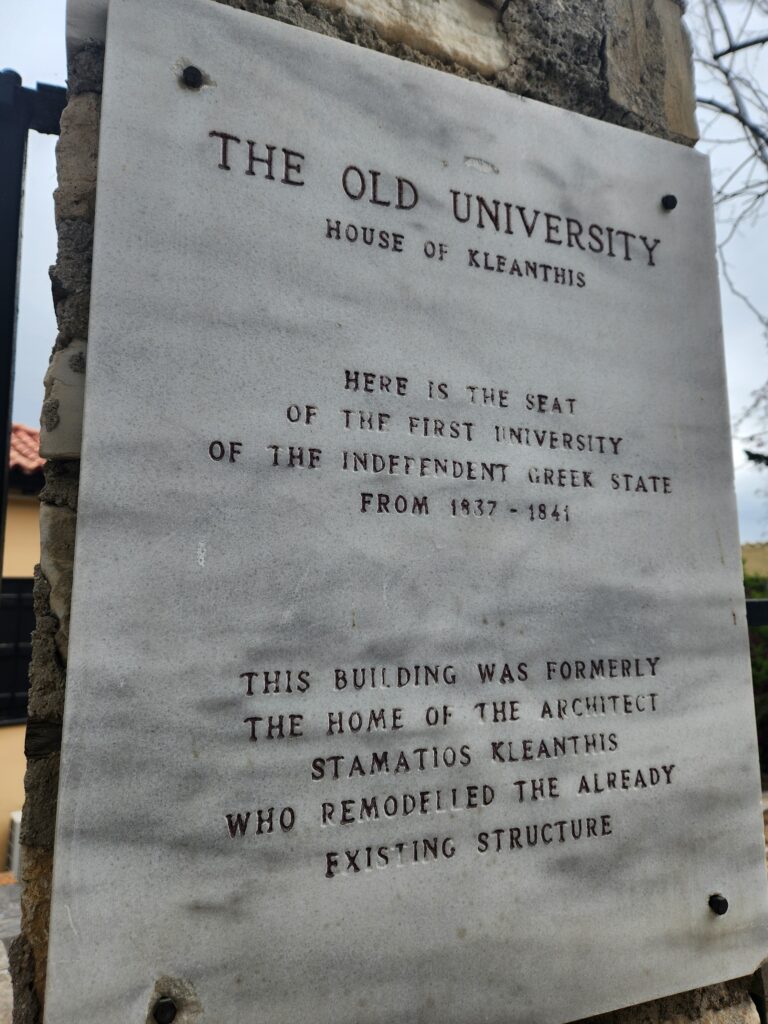 THE OLD UNIVERSITY
HOUSE OF KLEANTHIS
HERE IS THE SEAT
OF THE FIRST UNIVERSITY
OF THE INDEPENDENT GREEK STATE
FROM 1837 - 1841
THIS BUILDING WAS FORMERLY
THE HOME OF THE ARCHITECT
STAMATIOS KLEANTHIS
WHO REMODELLED THE ALREADY
EXISTING STRUCTURE